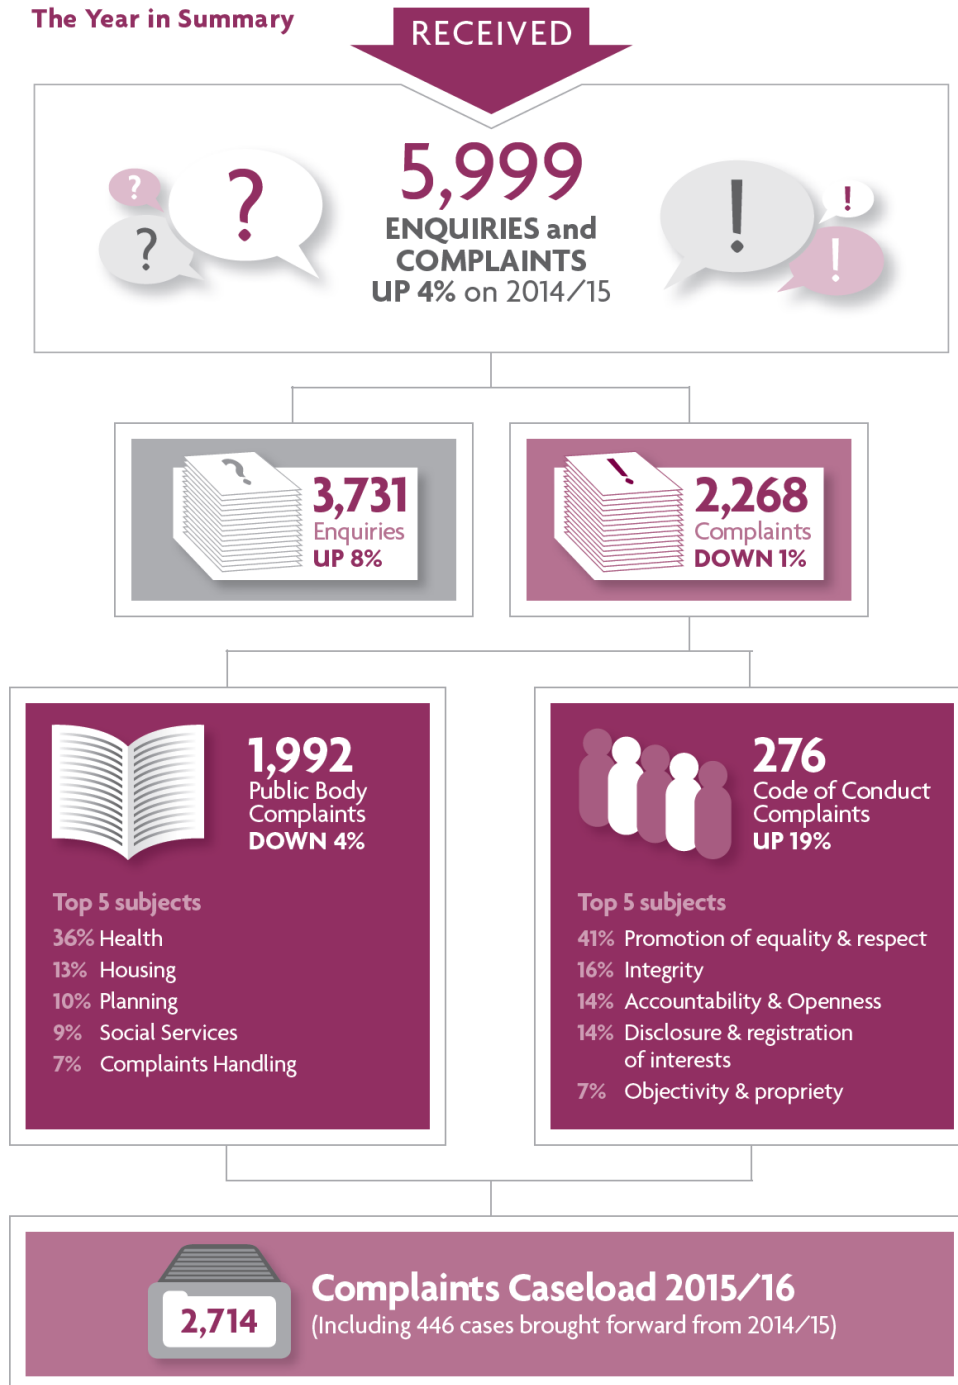 The Year in Summary
RECEIVED
?
?
?
5,999
ENQUIRIES and
COMPLAINTS
UP 4% on 2014/15
!
!
!
?
3,731
Enquiries
UP 8%
!
2,268
Complaints
DOWN 1%
1,992
Public Body
Complaints
DOWN 4%
Top 5 subjects
36% Health
13% Housing
10% Planning
9% Social Services
7% Complaints Handling
276
Code of Conduct
Complaints
UP 19%
Top 5 subjects
41% Promotion of equality & respect
16% Integrity
14% Accountability & Openness
14% Disclosure & registration
of interests
7% Objectivity & propriety
2,714
Complaints Caseload 2015/16
(Including 446 cases brought forward from 2014/15)